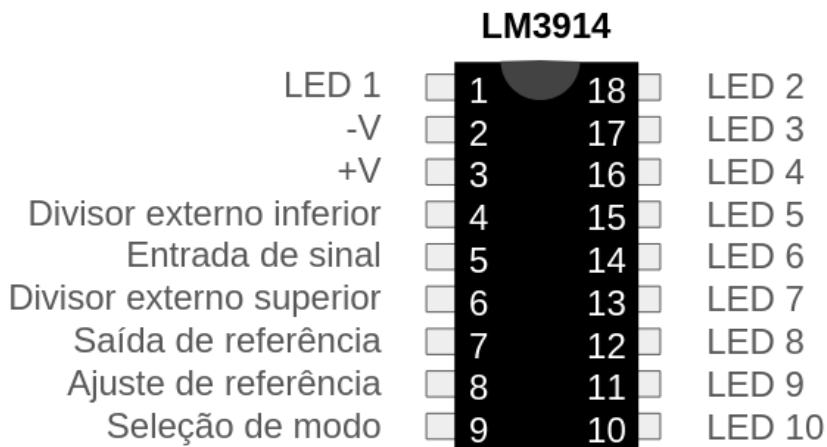 LM3914
LED 1 1 18 LED 2
-V 2 17 LED 3
+V 3 16 LED 4
Divisor externo inferior 4 15 LED 5
Entrada de sinal 5 14 LED 6
Divisor externo superior 6 13 LED 7
Saída de referência 7 12 LED 8
Ajuste de referência 8 11 LED 9
Seleção de modo 9 10 LED 10